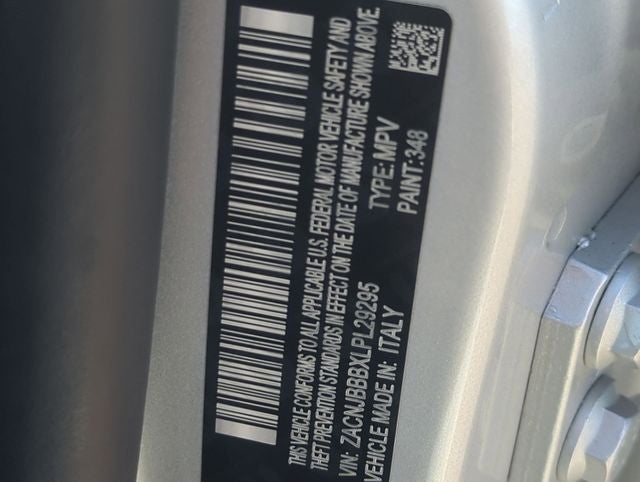 THIS VEHICLE CONFORMS TO ALL APPLICABLE U.S. FEDERAL MOTOR VEHICLE SAFETY AND
THEFT PREVENTION STANDARDS IN EFFECT ON THE DATE OF MANUFACTURE SHOWN ABOVE.
VIN: ZACNJBBBXLPL29295 TYPE:MPV
VEHICLE MADE IN: ITALY PAINT:348